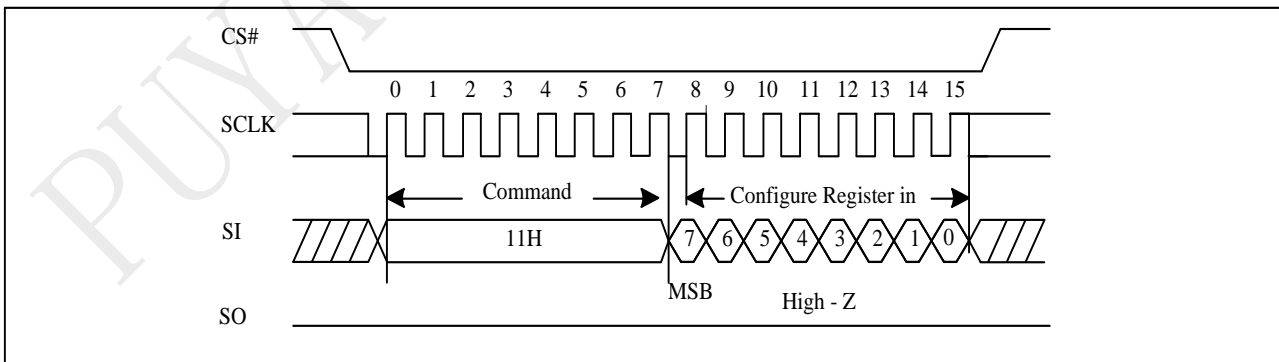 PUYA
CS#
0 1 2 3 4 5 6 7 8 9 10 11 12 13 14 15
SCLK
Command
Configure Register in
SI
11H
7 6 5 4 3 2 1 0
MSB
High - Z
SO